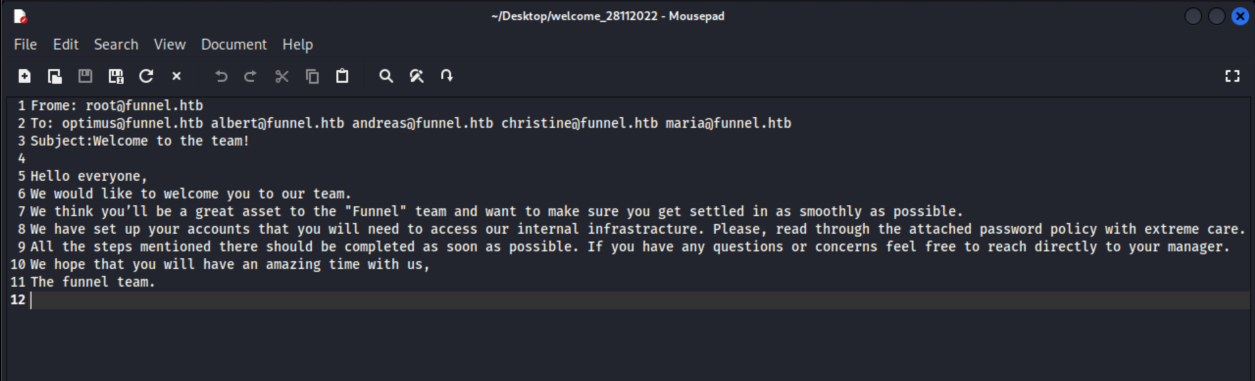 ~/Desktop/welcome_28112022 - Mousepad
File Edit Search View Document Help
1 Frome: root@funnel.htb
2 To: optimus@funnel.htb albert@funnel.htb andreas@funnel.htb christine@funnel.htb maria@funnel.htb
3 Subject:Welcome to the team!
4
5 Hello everyone,
6 We would like to welcome you to our team.
7 We think you’ll be a great asset to the "Funnel" team and want to make sure you get settled in as smoothly as possible.
8 We have set up your accounts that you will need to access our internal infrastracture. Please, read through the attached password policy with extreme care.
9 All the steps mentioned there should be completed as soon as possible. If you have any questions or concerns feel free to reach directly to your manager.
10 We hope that you will have an amazing time with us,
11 The funnel team.
12